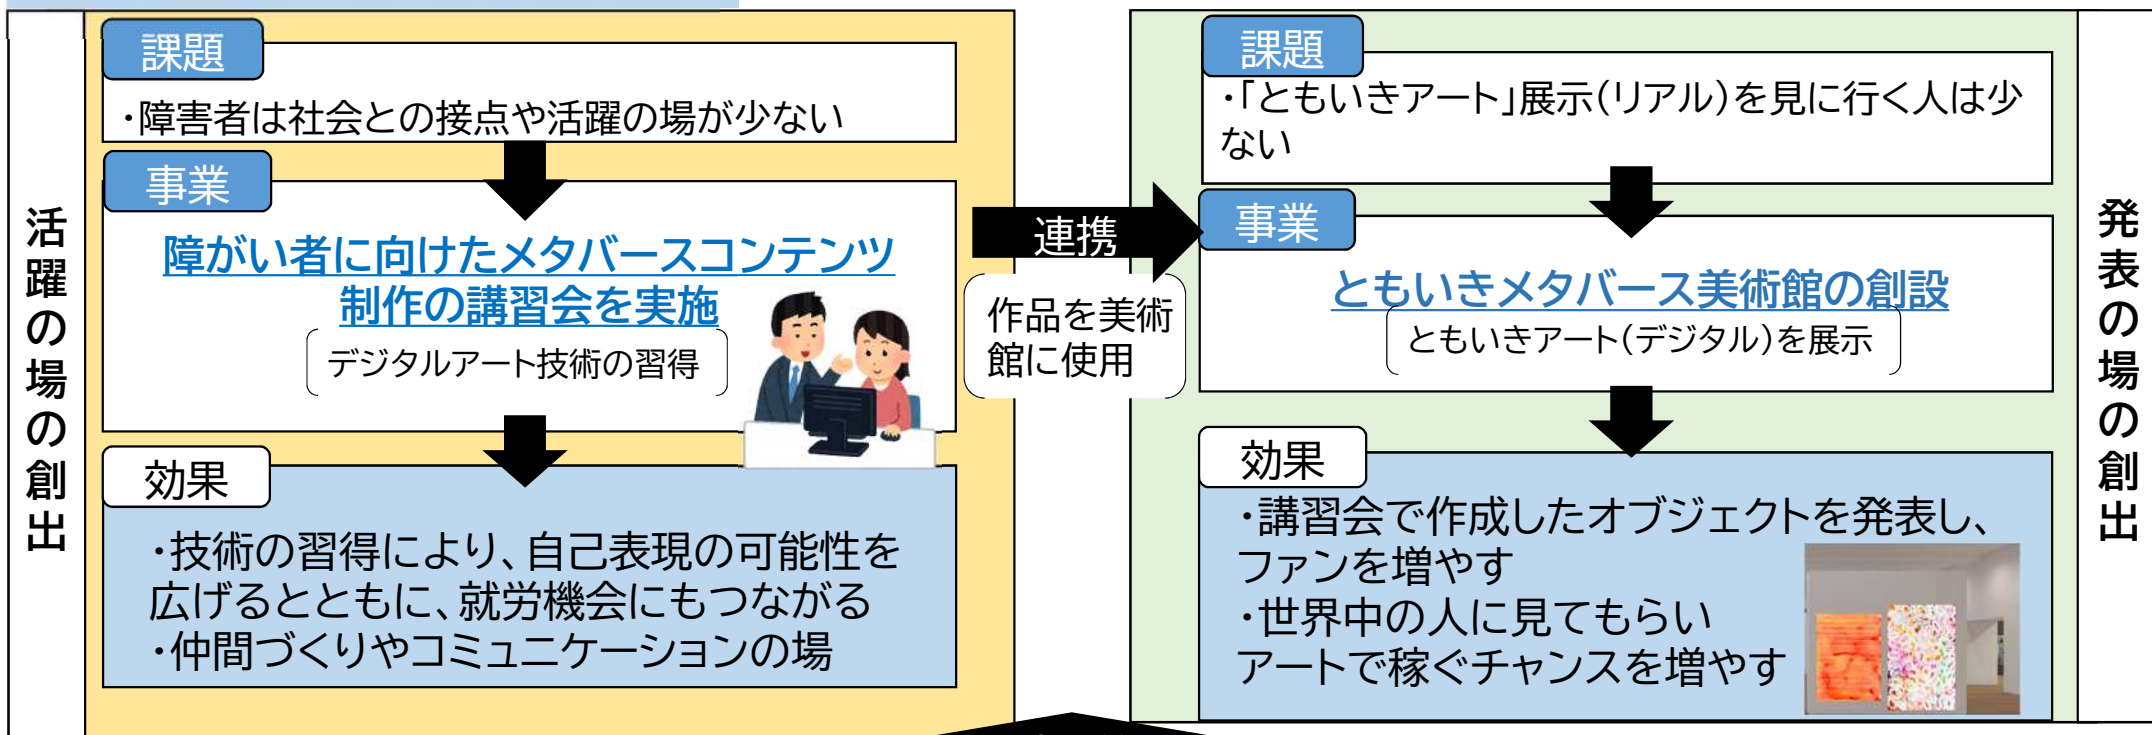 活躍の場の創出
課題
・障害者は社会との接点や活躍の場が少ない
事業
障がい者に向けたメタバースコンテンツ
制作の講習会を実施
デジタルアート技術の習得
効果
・技術の習得により、自己表現の可能性を
広げるとともに、就労機会にもつながる
・仲間づくりやコミュニケーションの場
連携
作品を美術
館に使用
課題
・「ともいきアート」展示(リアル)を見に行く人は少
ない
事業
ともいきメタバース美術館の創設
ともいきアート(デジタル)を展示
効果
・講習会で作成したオブジェクトを発表し、
ファンを増やす
・世界中の人に見てもらい
アートで稼ぐチャンスを増やす
発表の場の創出